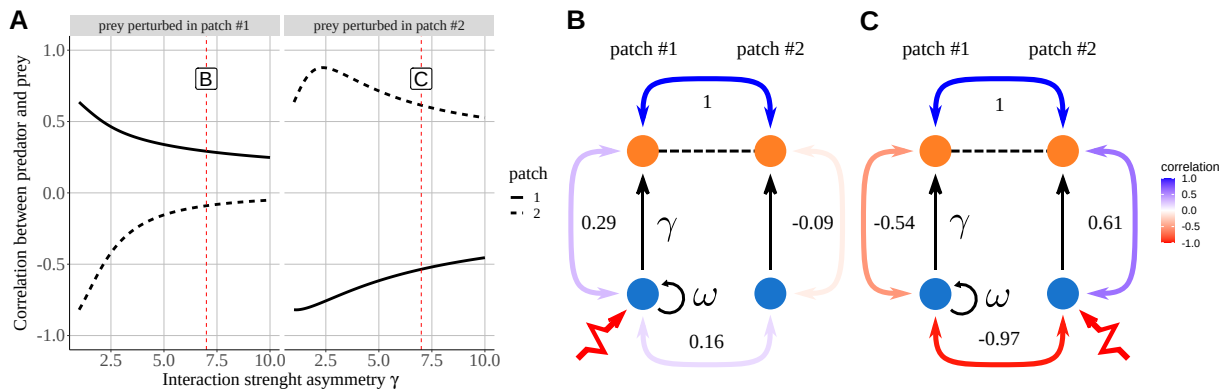 A
prey perturbed in patch #1
prey perturbed in patch #2
Correlation between predator and prey
1.0
0.5
0.0
-0.5
-1.0
B
C
2.5 5.0 7.5 10.0
2.5 5.0 7.5 10.0
Interaction strenght asymmetry γ
patch
1
2
B
patch #1 patch #2
1
0.29
γ
-0.09
ω
0.16
C
patch #1 patch #2
1
-0.54
γ
0.61
ω
-0.97
correlation
1.0
0.5
0.0
-0.5
-1.0